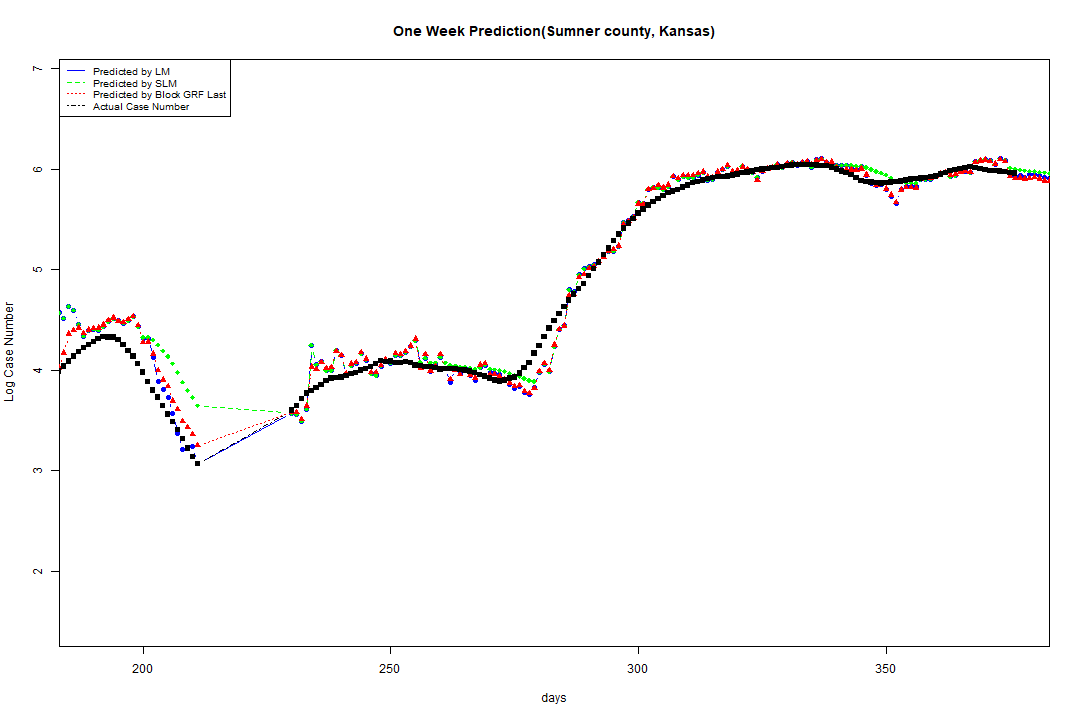 One Week Prediction(Sumner county, Kansas)
Predicted by LM
Predicted by SLM
Predicted by Block GRF Last
Actual Case Number
Log Case Number
7
6
5
4
3
2
200 250 300 350
days